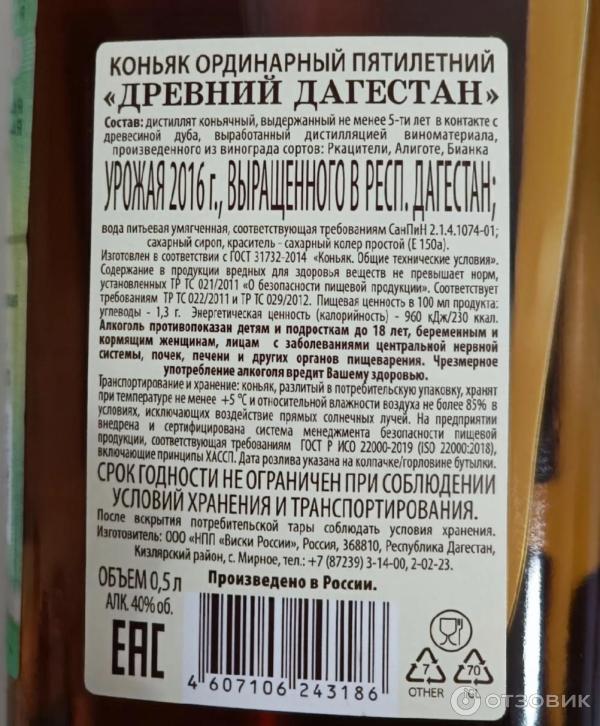 КОНЬЯК ОРДИНАРНЫЙ ПЯТИЛЕТНИЙ
«ДРЕВНИЙ ДАГЕСТАН»
Состав: дистиллят коньячный, выдержанный не менее 5-ти лет в контакте с
древесиной дуба, выработанный дистилляцией виноматериала,
произведенного из винограда сортов: Ркацители, Алиготе, Бианка
УРОЖАЯ 2016 г., ВЫРАЩЕННОГО В РЕСП. ДАГЕСТАН;
вода питьевая умягченная, соответствующая требованиям СанПиН 2.1.4.1074-01;
сахарный сироп, краситель - сахарный колер простой (Е 150а).
Изготовлен в соответствии с ГОСТ 31732-2014 «Коньяк. Общие технические условия».
Содержание в продукции вредных для здоровья веществ не превышает норм,
установленных ТР ТС 021/2011 «О безопасности пищевой продукции». Соответствует
требованиям ТР ТС 022/2011 и ТР ТС 029/2012. Пищевая ценность в 100 мл продукта:
углеводы - 1,3 г. Энергетическая ценность (калорийность) - 960 кДж/230 ккал.
Алкоголь противопоказан детям и подросткам до 18 лет, беременным и
кормящим женщинам, лицам с заболеваниями центральной нервной
системы, почек, печени и других органов пищеварения. Чрезмерное
употребление алкоголя вредит Вашему здоровью.
Транспортирование и хранение: коньяк, разлитый в потребительскую упаковку, хранят
при температуре не менее +5 °С и относительной влажности воздуха не более 85% в
условиях, исключающих воздействие прямых солнечных лучей. На предприятии
внедрена и сертифицирована система менеджмента безопасности пищевой
продукции, соответствующая требованиям ГОСТ Р ИСО 22000-2019 (ISO 22000:2018),
включающие принципы ХАССП. Дата розлива указана на колпачке/горловине бутылки.
СРОК ГОДНОСТИ НЕ ОГРАНИЧЕН ПРИ СОБЛЮДЕНИИ
УСЛОВИЙ ХРАНЕНИЯ И ТРАНСПОРТИРОВАНИЯ.
После вскрытия потребительской тары соблюдать условия хранения.
Изготовитель: ООО «НПП «Виски России», Россия, 368810, Республика Дагестан,
Кизлярский район, с. Мирное, тел.: +7 (87239) 3-14-00, 2-02-23.
ОБЪЕМ 0,5 л
Произведено в России.
АЛК. 40% об.
EAC
4 607106 243186
7
OTHER
70
GL
ОТЗОВИК